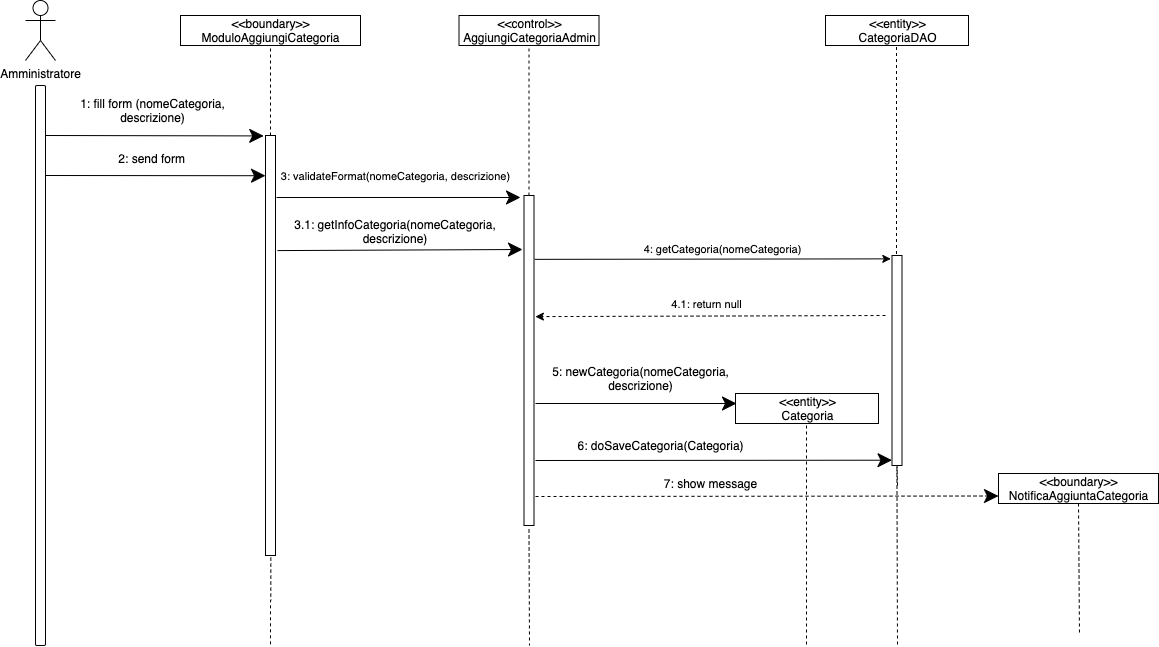 <<boundary>>
ModuloAggiungiCategoria
<<control>>
AggiungiCategoriaAdmin
<<entity>>
CategoriaDAO
Amministratore
1: fill form (nomeCategoria,
descrizione)
2: send form
3: validateFormat(nomeCategoria, descrizione)
3.1: getInfoCategoria(nomeCategoria,
descrizione)
4: getCategoria(nomeCategoria)
4.1: return null
5: newCategoria(nomeCategoria,
descrizione)
<<entity>>
Categoria
6: doSaveCategoria(Categoria)
7: show message
<<boundary>>
NotificaAggiuntaCategoria